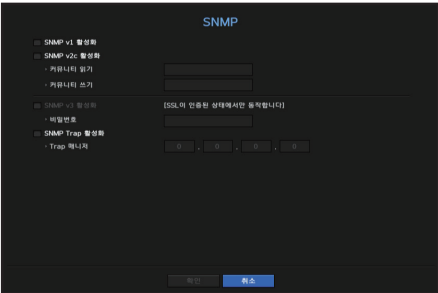 SNMP
SNMP v1 활성화
SNMP v2c 활성화
· 커뮤니티 읽기
· 커뮤니티 쓰기
SNMP v3 활성화 [SSL이 인증된 상태에서만 동작합니다]
· 비밀번호
SNMP Trap 활성화
· Trap 매니저 0 . 0 . 0 . 0
확인 취소